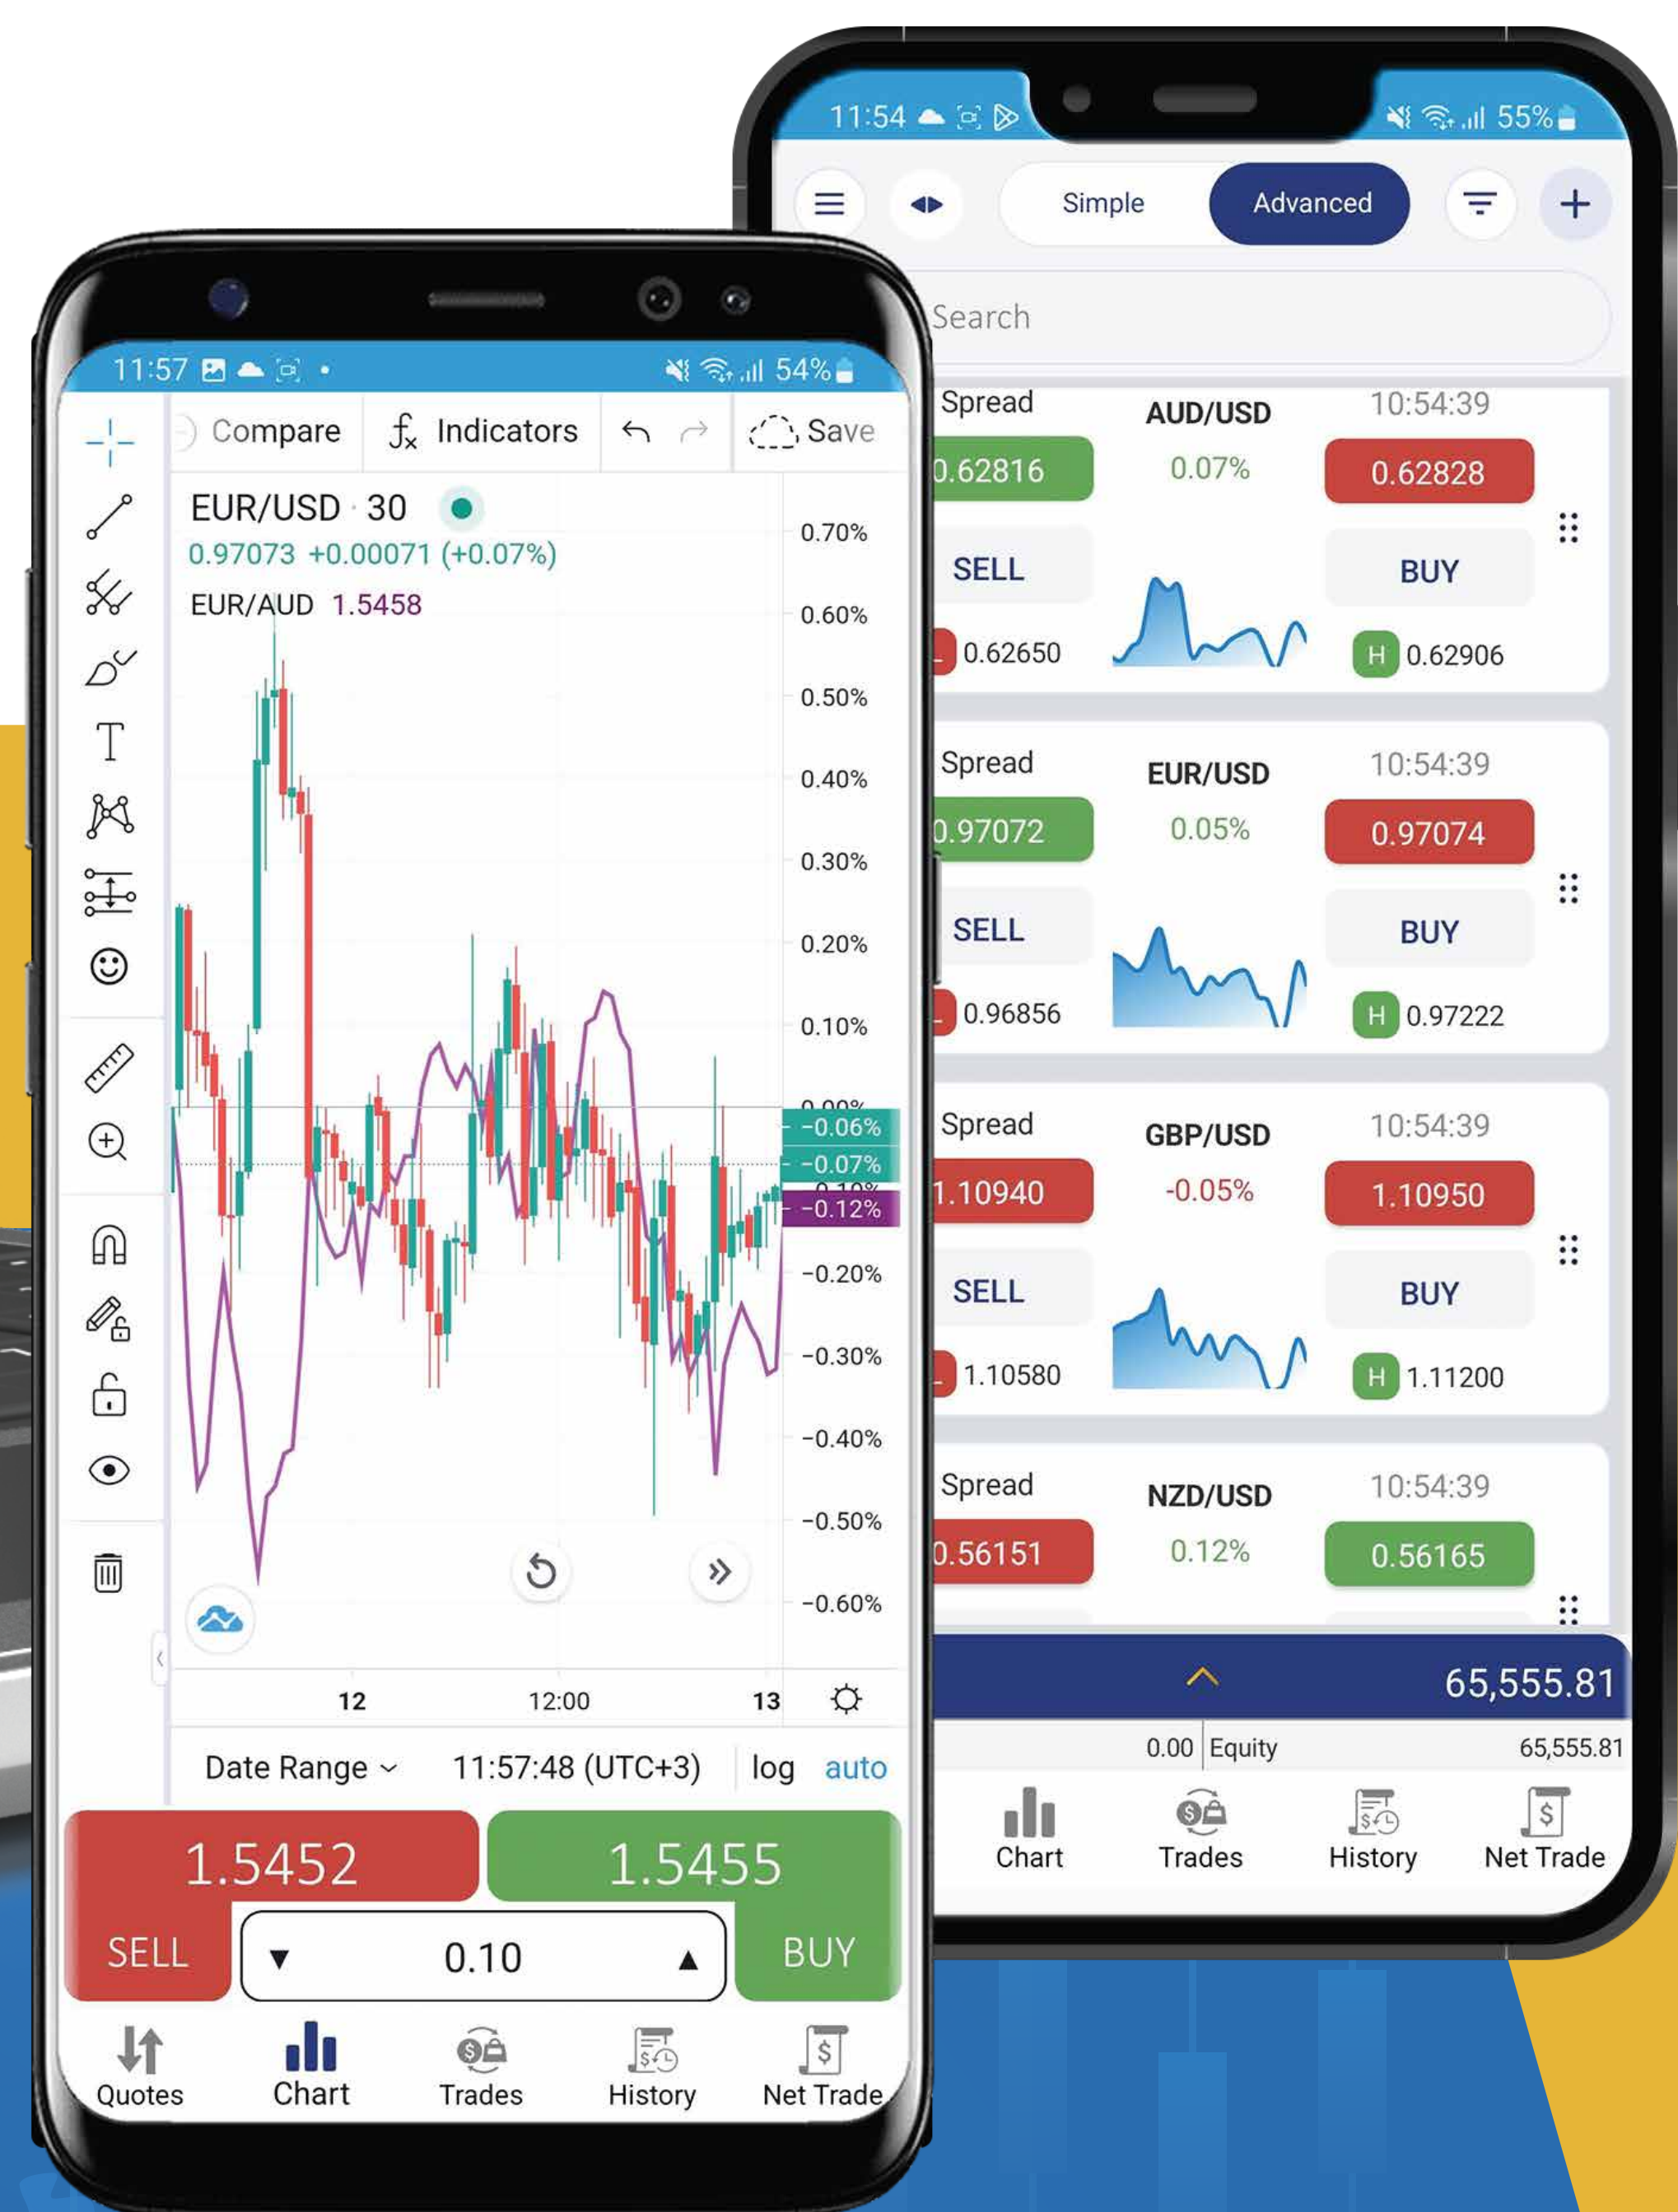 11:54 55%
Simple Advanced
Search
Spread AUD/USD 10:54:39
0.62816 0.07% 0.62828
SELL BUY
0.62650 H 0.62906
Spread EUR/USD 10:54:39
0.97072 0.05% 0.97074
SELL BUY
L 0.96856 H 0.97222
Spread GBP/USD 10:54:39
1.10940 -0.05% 1.10950
SELL BUY
1.10580 H 1.11200
Spread NZD/USD 10:54:39
0.56151 0.12% 0.56165
65,555.81
0.00 Equity 65,555.81
Chart Trades History Net Trade
11:57 54%
Compare fx Indicators Save
EUR/USD · 30
0.97073 +0.00071 (+0.07%)
EUR/AUD 1.5458
0.70%
0.60%
0.50%
0.40%
0.30%
0.20%
0.10%
0.00%
−0.06%
−0.07%
−0.12%
−0.20%
−0.30%
−0.40%
−0.50%
−0.60%
12 12:00 13
Date Range 11:57:48 (UTC+3) log auto
1.5452 1.5455
SELL 0.10 BUY
Quotes Chart Trades History Net Trade